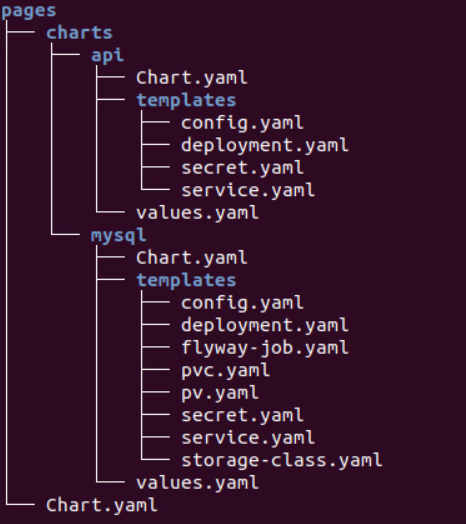 pages
charts
api
Chart.yaml
templates
config.yaml
deployment.yaml
secret.yaml
service.yaml
values.yaml
mysql
Chart.yaml
templates
config.yaml
deployment.yaml
flyway-job.yaml
pvc.yaml
pv.yaml
secret.yaml
service.yaml
storage-class.yaml
values.yaml
Chart.yaml